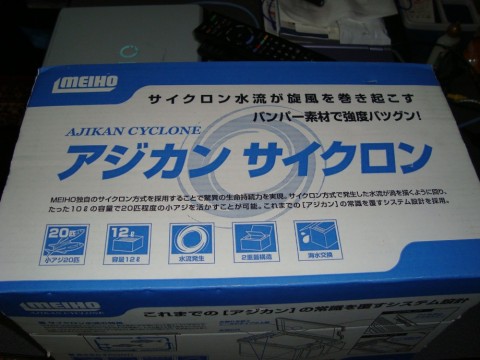 MEIHO
サイクロン水流が旋風を巻き起こす
バンパー素材で強度バツグン!
AJIKAN CYCLONE
アジカン サイクロン
MEIHO独自のサイクロン方式を採用することで驚異の生命持続力を実現。サイクロン方式で発生した水流が渦を描くように回り、
たった10ℓの容量で20匹程度の小アジを活かすことが可能。これまでの【アジカン】の常識を覆すシステム設計を採用。
20匹
小アジ20匹
12ℓ
容量12ℓ
水流発生
2重蓋構造
海水交換
MEIHO
これまでの【アジカン】の常識を覆すシステム設計